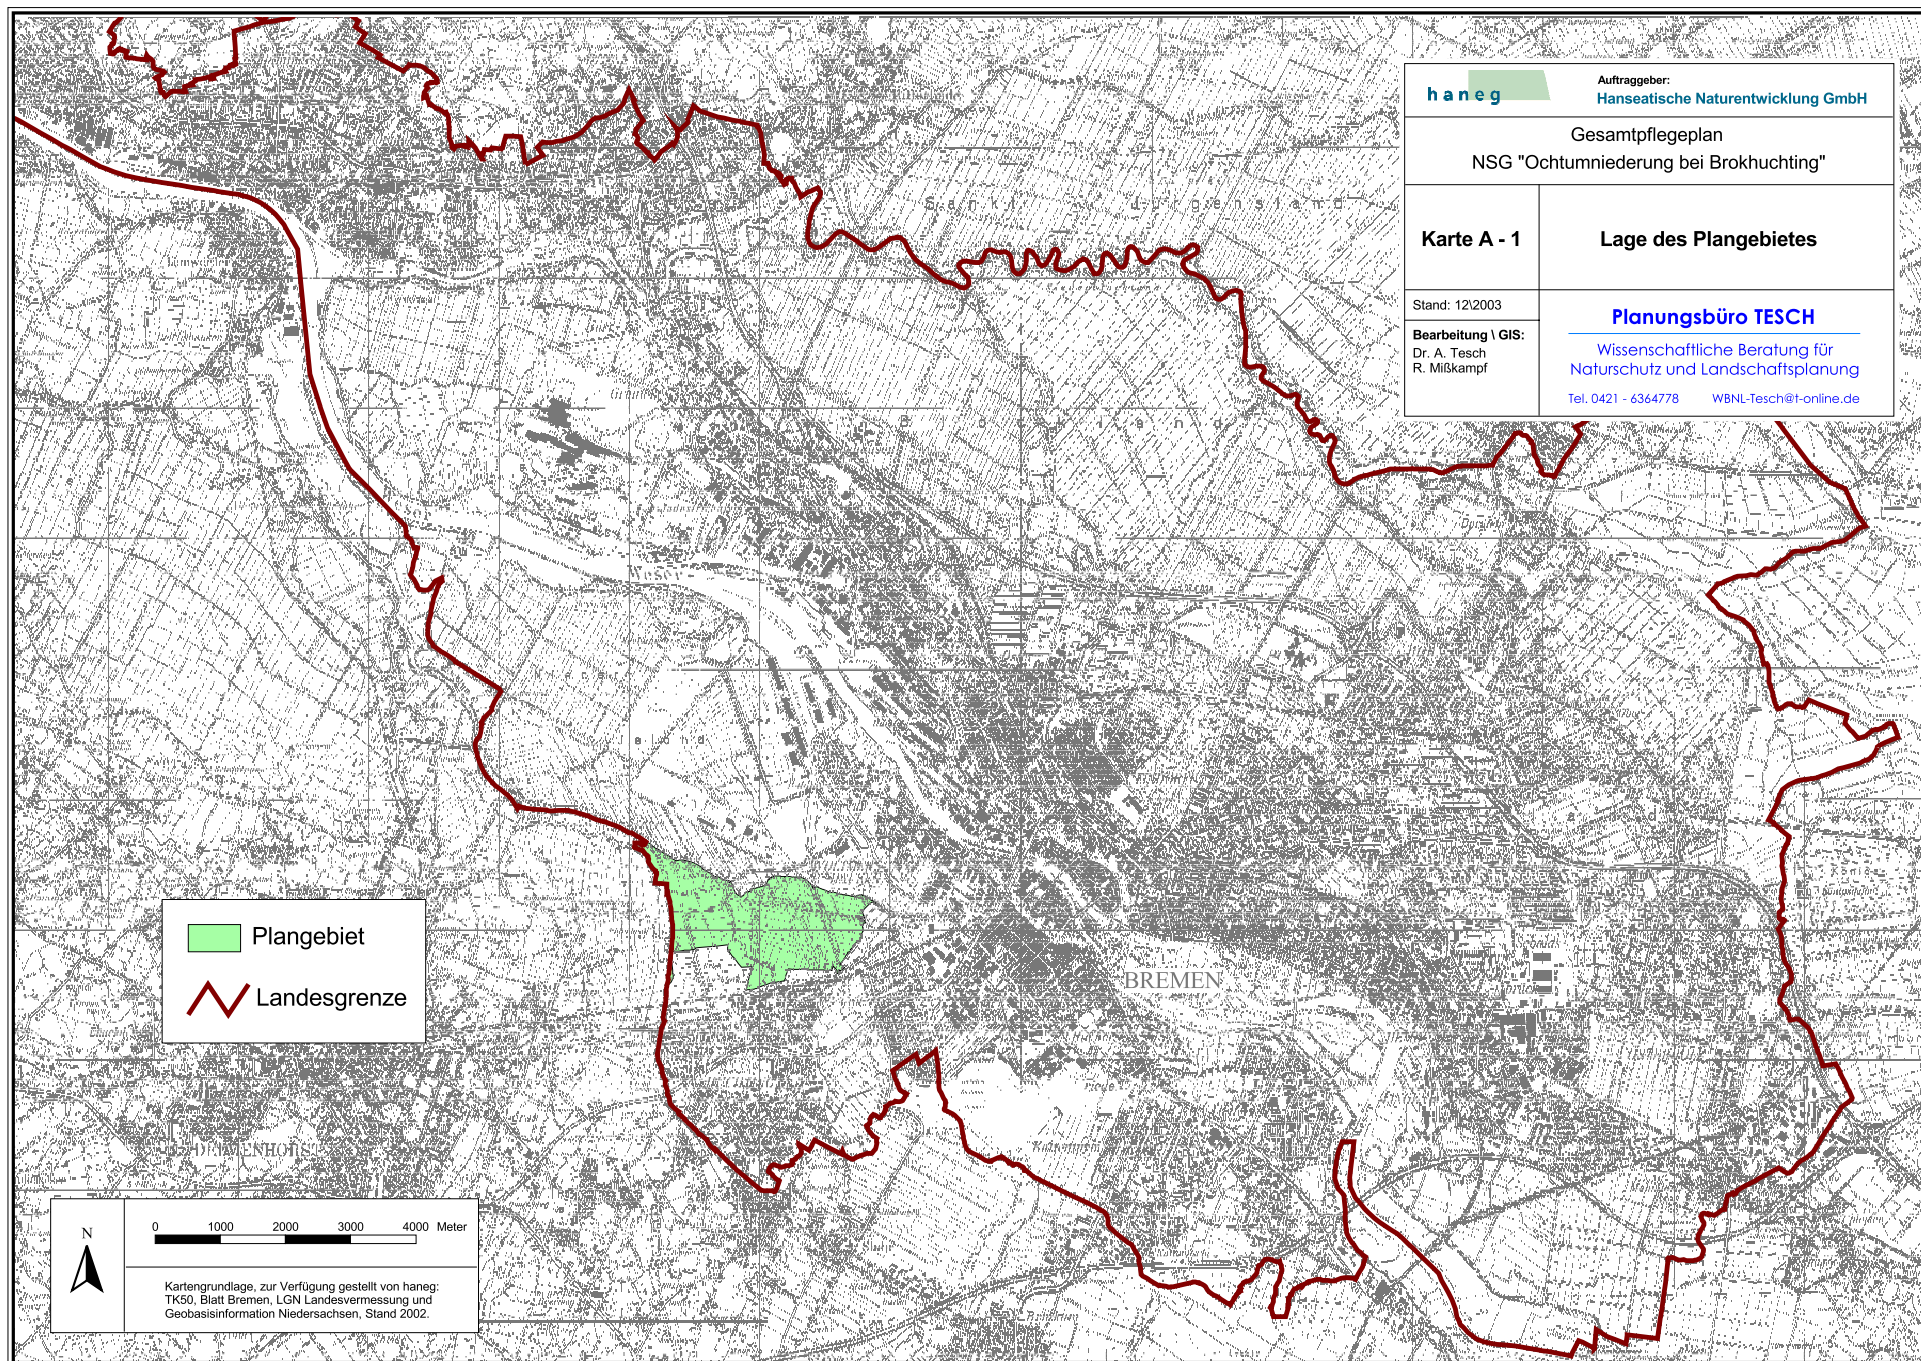 haneg
Auftraggeber:
Hanseatische Naturentwicklung GmbH
Gesamtpflegeplan
NSG "Ochtumniederung bei Brokhuchting"
Karte A - 1
Lage des Plangebietes
Stand: 12\2003
Bearbeitung \ GIS:
Dr. A. Tesch
R. Mißkampf
Planungsbüro TESCH
Wissenschaftliche Beratung für
Naturschutz und Landschaftsplanung
Tel. 0421 - 6364778 WBNL-Tesch@t-online.de
Weser
Plangebiet
Landesgrenze
BREMEN
DELMENHORST
N
0 1000 2000 3000 4000 Meter
Kartengrundlage, zur Verfügung gestellt von haneg:
TK50, Blatt Bremen, LGN Landesvermessung und
Geobasisinformation Niedersachsen, Stand 2002.